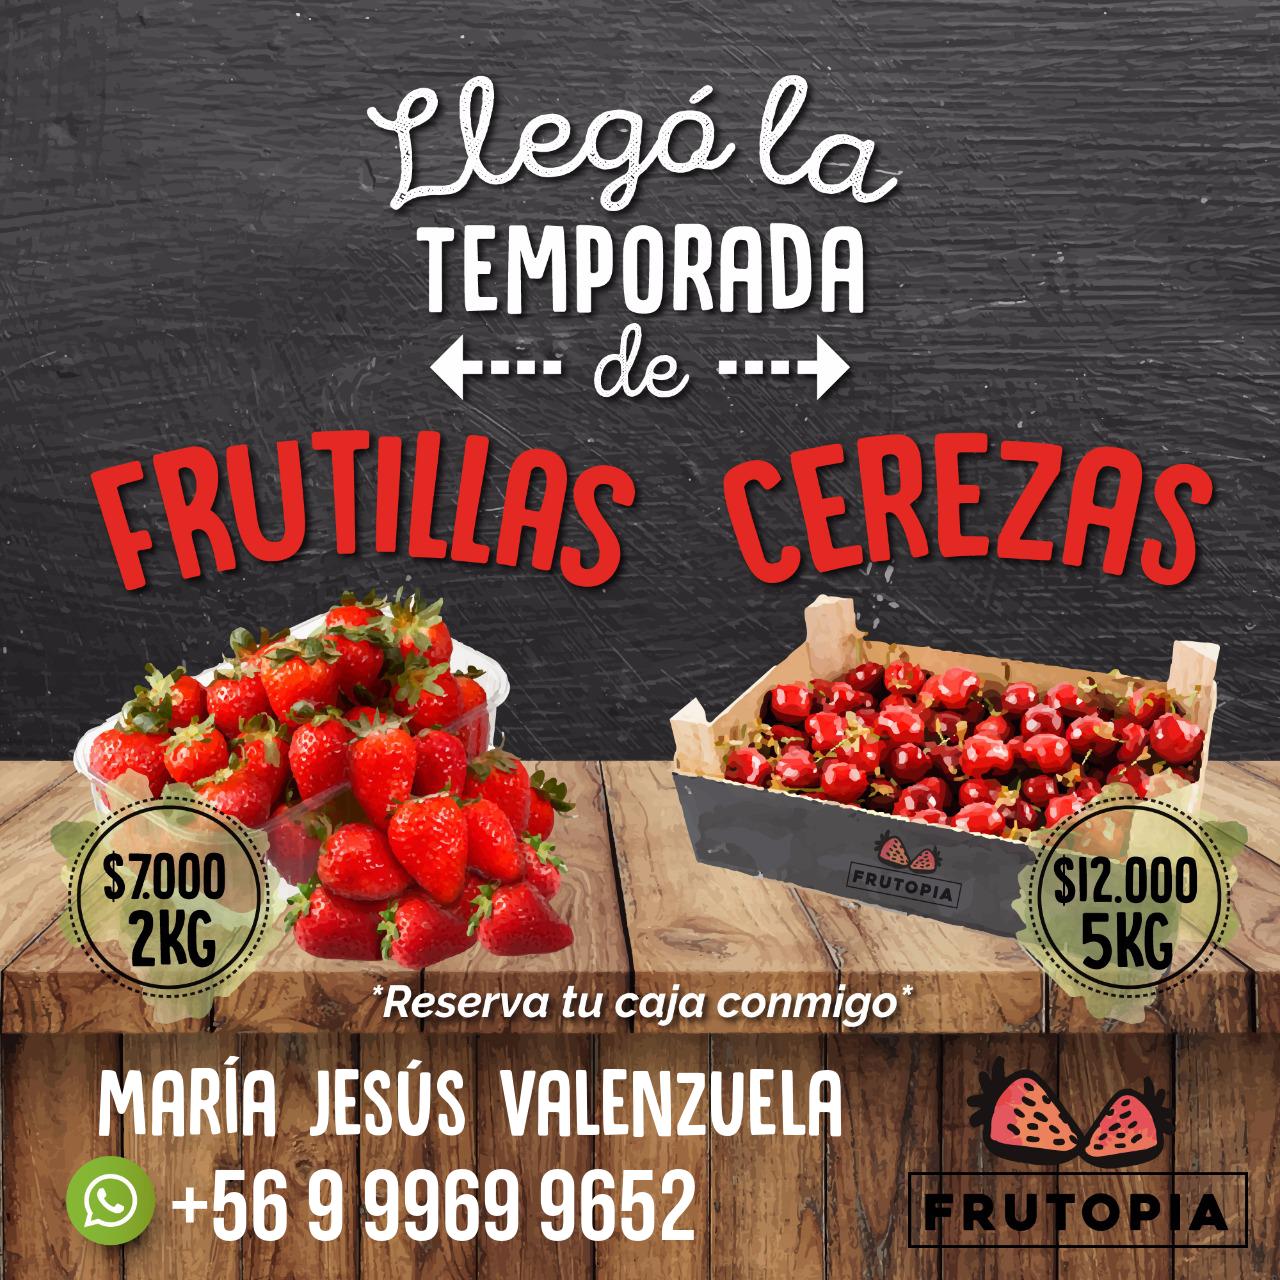 Llegó la
TEMPORADA
de
FRUTILLAS CEREZAS
FRUTOPIA
$7.000
2KG
$12.000
5KG
*Reserva tu caja conmigo*
MARÍA JESÚS VALENZUELA
+56 9 9969 9652
FRUTOPIA